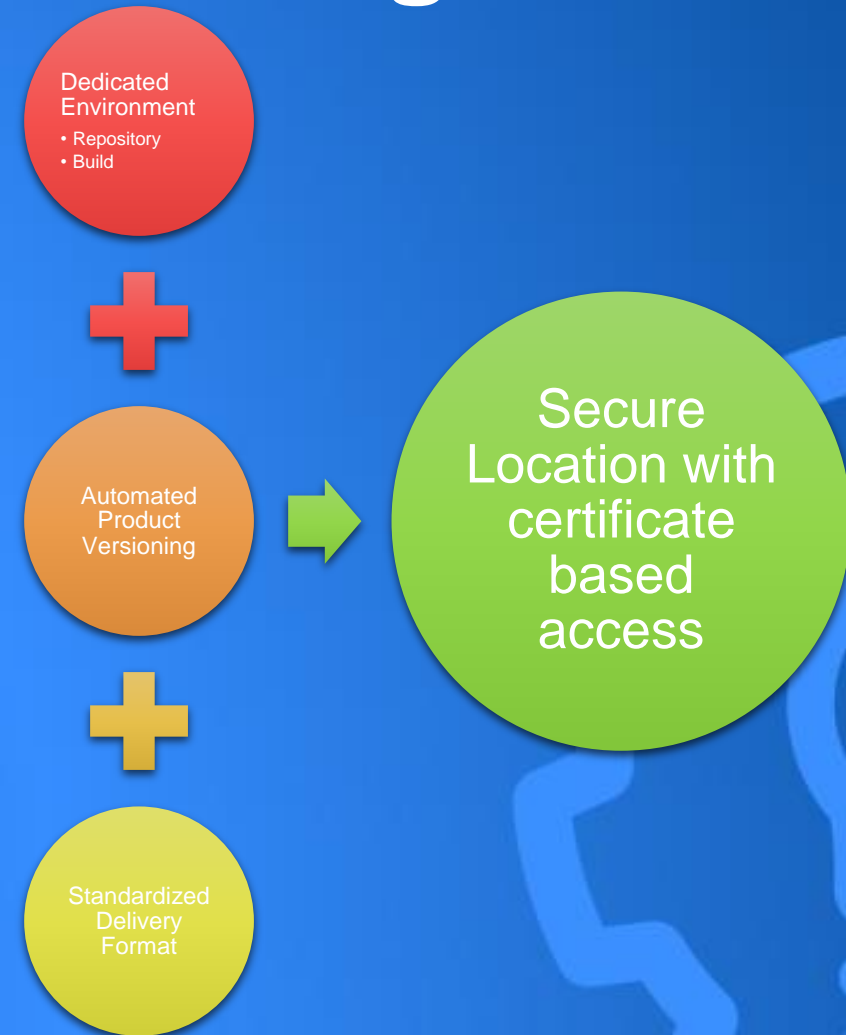 Dedicated
Environment
• Repository
• Build
Automated
Product
Versioning
Standardized
Delivery
Format
Secure
Location with
certificate
based
access